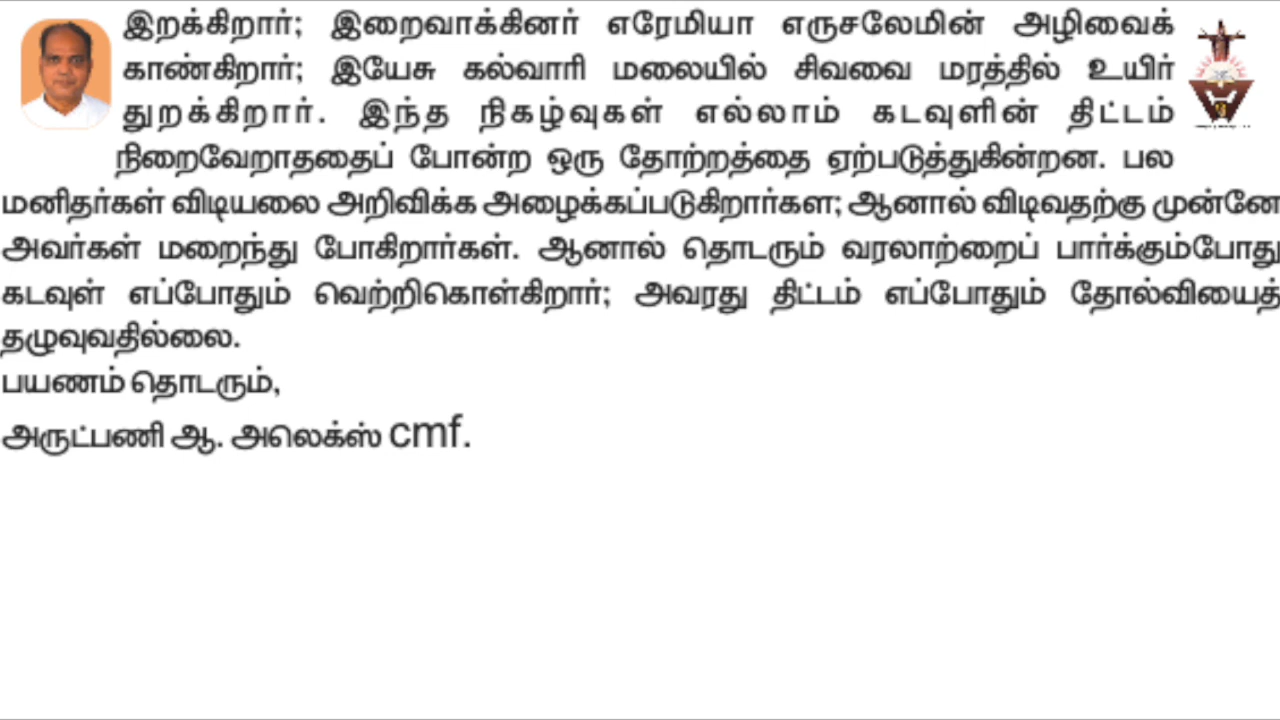 இறக்கிறார்; இறைவாக்கினர் எரேமியா எருசலேமின் அழிவைக்
காண்கிறார்; இயேசு கல்வாரி மலையில் சிவவை மரத்தில் உயிர்
துறக்கிறார். இந்த நிகழ்வுகள் எல்லாம் கடவுளின் திட்டம்
நிறைவேறாததைப் போன்ற ஒரு தோற்றத்தை ஏற்படுத்துகின்றன. பல
மனிதர்கள் விடியலை அறிவிக்க அழைக்கப்படுகிறார்கள; ஆனால் விடிவதற்கு முன்னே
அவர்கள் மறைந்து போகிறார்கள். ஆனால் தொடரும் வரலாற்றைப் பார்க்கும்போது
கடவுள் எப்போதும் வெற்றிகொள்கிறார்; அவரது திட்டம் எப்போதும் தோல்வியைத்
தழுவுவதில்லை.
பயணம் தொடரும்,
அருட்பணி ஆ. அலெக்ஸ் cmf.